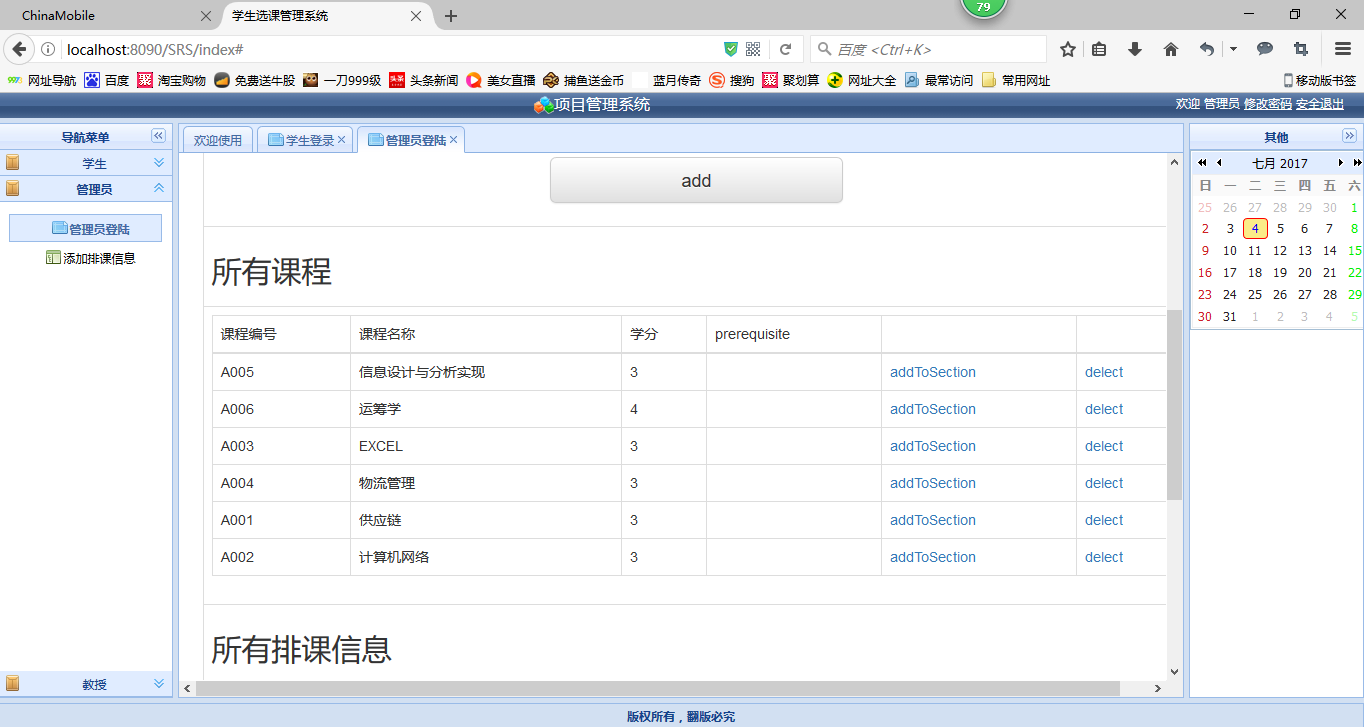 79
ChinaMobile
学生选课管理系统
localhost:8090/SRS/index#
百度 <Ctrl+K>
网址导航 百度 淘宝购物 免费送牛股 一刀999级 头条新闻 美女直播 捕鱼送金币 蓝月传奇 搜狗 聚划算 网址大全 最常访问 常用网址 移动版书签
项目管理系统
欢迎 管理员 修改密码 安全退出
导航菜单
学生
管理员
管理员登陆
添加排课信息
教授
欢迎使用 学生登录 管理员登陆
add
所有课程
课程编号 课程名称 学分 prerequisite
A005 信息设计与分析实现 3 addToSection delect
A006 运筹学 4 addToSection delect
A003 EXCEL 3 addToSection delect
A004 物流管理 3 addToSection delect
A001 供应链 3 addToSection delect
A002 计算机网络 3 addToSection delect
所有排课信息
其他
七月 2017
日 一 二 三 四 五 六
25 26 27 28 29 30 1
2 3 4 5 6 7 8
9 10 11 12 13 14 15
16 17 18 19 20 21 22
23 24 25 26 27 28 29
30 31 1 2 3 4 5
版权所有，翻版必究